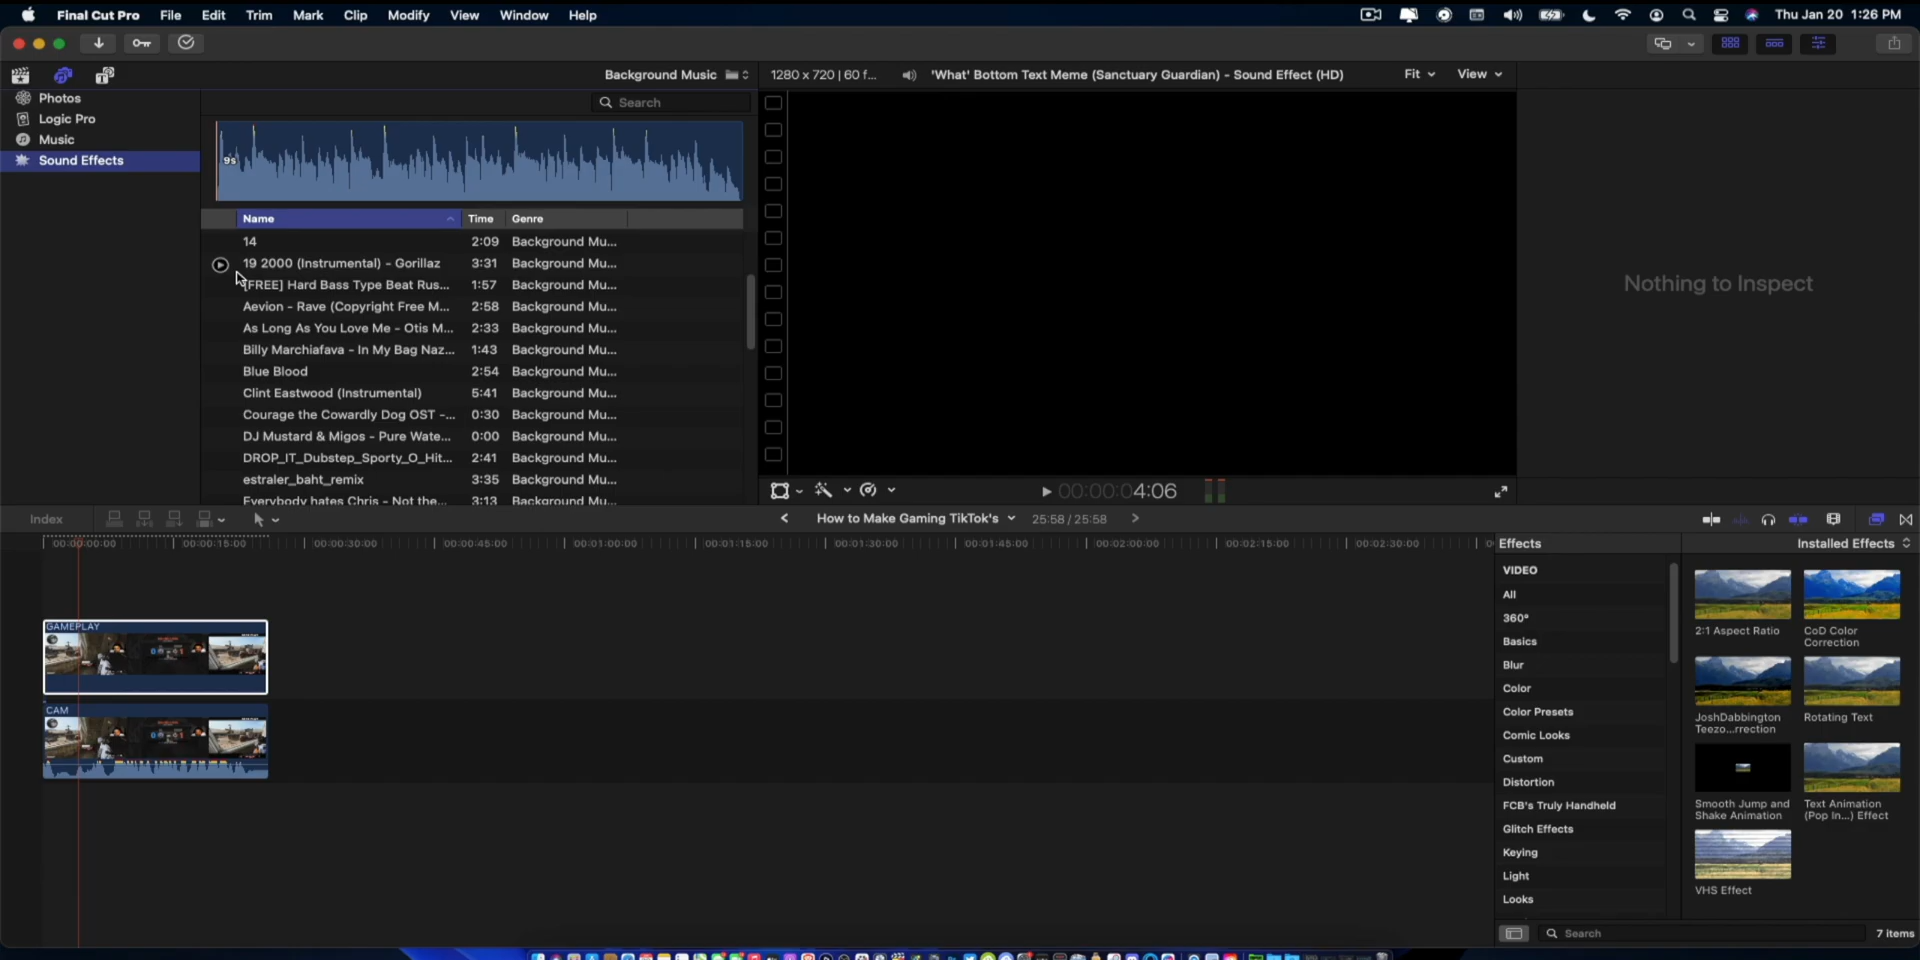 Final Cut Pro File Edit Trim Mark Clip Modify View Window Help Thu Jan 20 1:26 PM
Background Music 1280 x 720 | 60 f... 'What' Bottom Text Meme (Sanctuary Guardian) - Sound Effect (HD) Fit View
Photos
Logic Pro
Music
Sound Effects
Search
9s
Name Time Genre
14 2:09 Background Mu...
19 2000 (Instrumental) - Gorillaz 3:31 Background Mu...
[FREE] Hard Bass Type Beat Rus... 1:57 Background Mu...
Aevion - Rave (Copyright Free M... 2:58 Background Mu...
As Long As You Love Me - Otis M... 2:33 Background Mu...
Billy Marchiafava - In My Bag Naz... 1:43 Background Mu...
Blue Blood 2:54 Background Mu...
Clint Eastwood (Instrumental) 5:41 Background Mu...
Courage the Cowardly Dog OST -... 0:30 Background Mu...
DJ Mustard & Migos - Pure Wate... 0:00 Background Mu...
DROP_IT_Dubstep_Sporty_O_Hit... 2:41 Background Mu...
estraler_baht_remix 3:35 Background Mu...
Everybody hates Chris - Not the... 3:13 Background Mu...
00:00:04:06
Nothing to Inspect
Index How to Make Gaming TikTok's 25:58 / 25:58
00:00:00:00 00:00:15:00 00:00:30:00 00:00:45:00 00:01:00:00 00:01:15:00 00:01:30:00 00:01:45:00 00:02:00:00 00:02:15:00 00:02:30:00
GAMEPLAY
CAM
Effects Installed Effects
VIDEO
All
360°
Basics
Blur
Color
Color Presets
Comic Looks
Custom
Distortion
FCB's Truly Handheld
Glitch Effects
Keying
Light
Looks
2:1 Aspect Ratio
CoD Color
Correction
JoshDabbington
Teezo...rrection
Rotating Text
Smooth Jump and
Shake Animation
Text Animation
(Pop In...) Effect
VHS Effect
Search 7 items